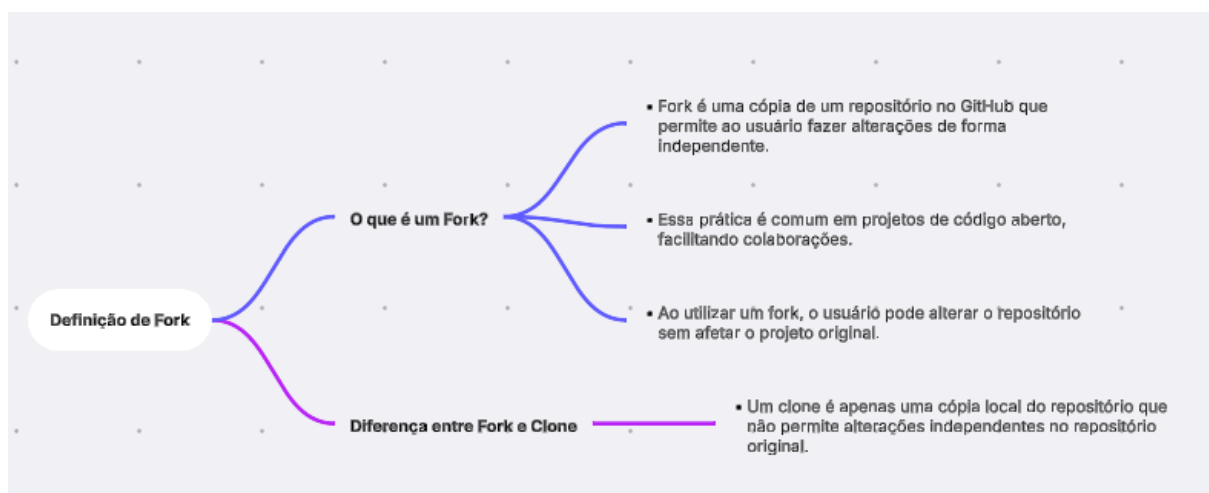 ▪ Fork é uma cópia de um repositório no GitHub que
permite ao usuário fazer alterações de forma
independente.
O que é um Fork?
▪ Essa prática é comum em projetos de código aberto,
facilitando colaborações.
Definição de Fork
▪ Ao utilizar um fork, o usuário pode alterar o repositório
sem afetar o projeto original.
Diferença entre Fork e Clone
▪ Um clone é apenas uma cópia local do repositório que
não permite alterações independentes no repositório
original.